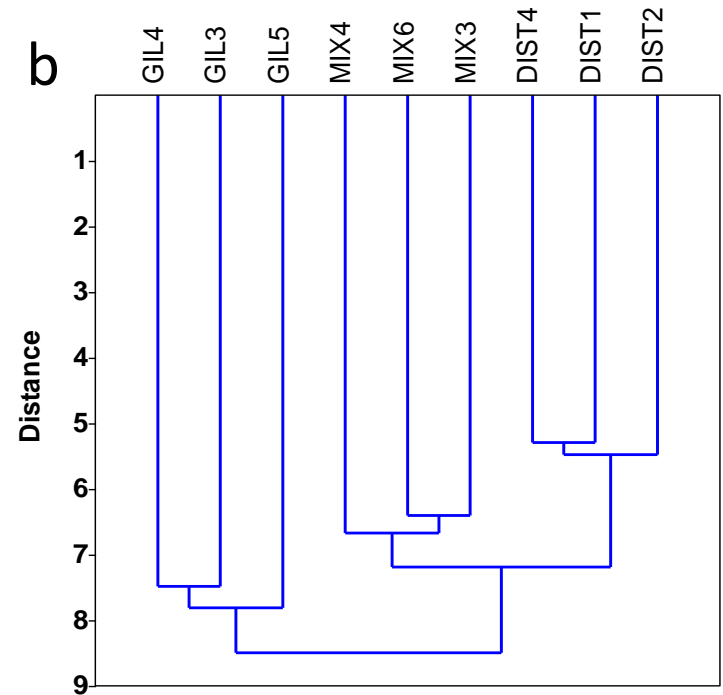 b
GIL4
GIL3
GIL5
MIX4
MIX6
MIX3
DIST4
DIST1
DIST2
Distance
1
2
3
4
5
6
7
8
9